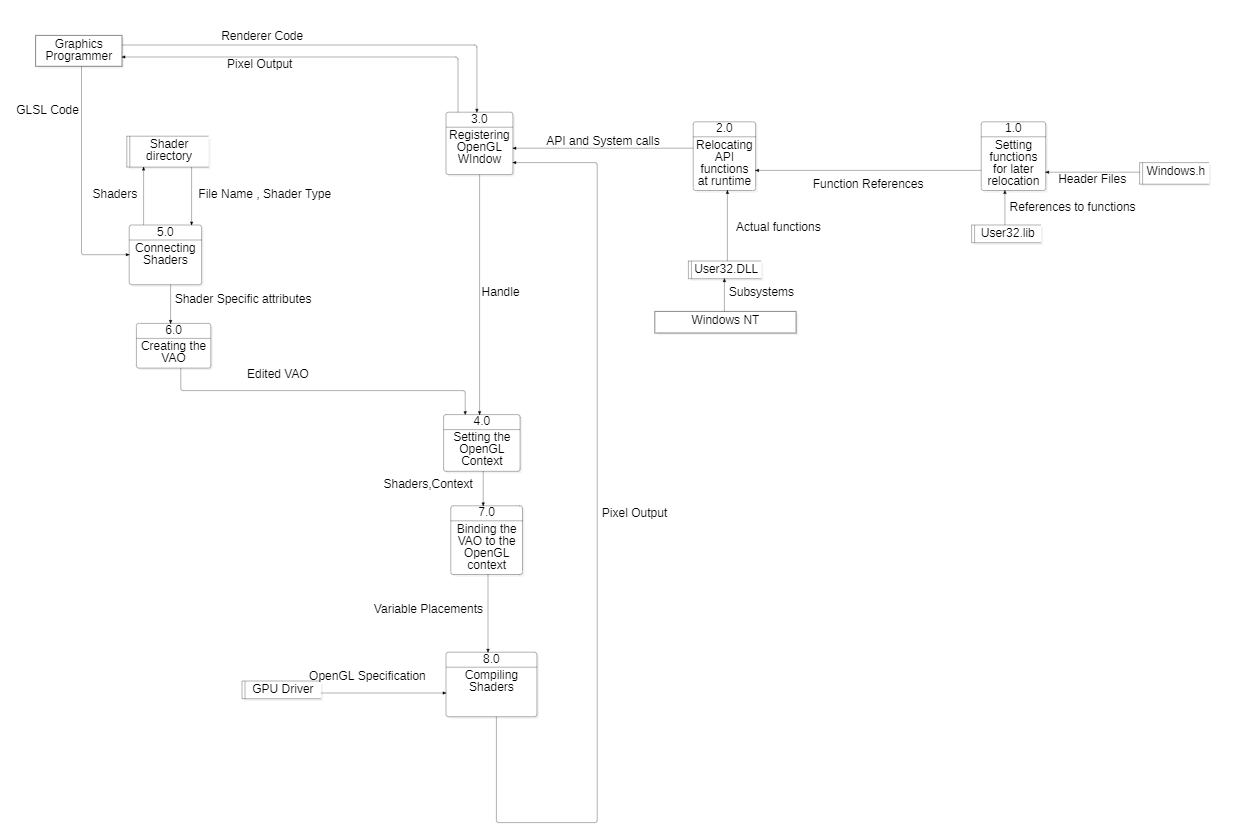 Renderer Code
Graphics
Programmer
Pixel Output
GLSL Code
3.0
Registering
OpenGL
WIndow
API and System calls
2.0
Relocating
API
functions
at runtime
Function References
1.0
Setting
functions
for later
relocation
Header Files
Windows.h
References to functions
User32.lib
Actual functions
User32.DLL
Subsystems
Windows NT
Shader
directory
Shaders
File Name , Shader Type
5.0
Connecting
Shaders
Shader Specific attributes
6.0
Creating the
VAO
Edited VAO
Handle
4.0
Setting the
OpenGL
Context
Shaders,Context
7.0
Binding the
VAO to the
OpenGL
context
Pixel Output
Variable Placements
8.0
Compiling
Shaders
OpenGL Specification
GPU Driver